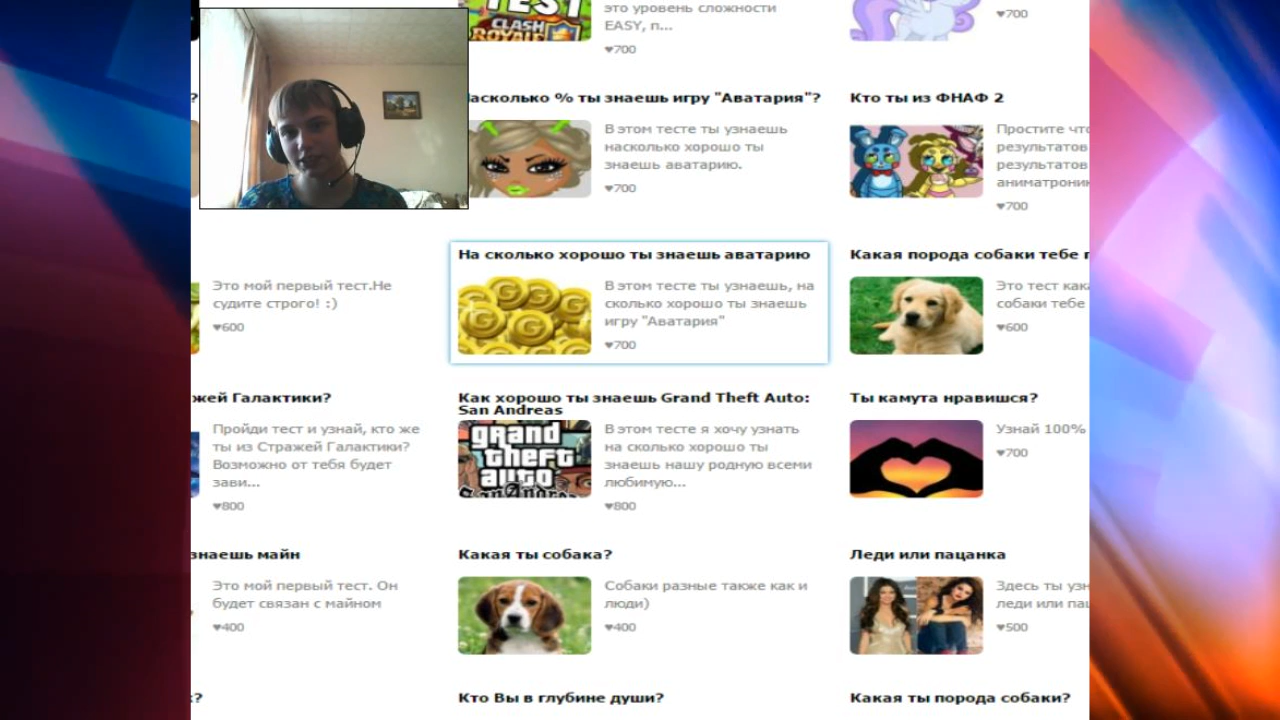 это уровень сложности
EASY, п...
♥700
♥700
TEST
CLASH
ROYALE
?
Насколько % ты знаешь игру "Аватария"?
В этом тесте ты узнаешь
насколько хорошо ты
знаешь аватарию.
♥700
Кто ты из ФНАФ 2
Простите что
результатов
результатов
аниматроник
♥700
Это мой первый тест.Не
судите строго! :)
♥600
На сколько хорошо ты знаешь аватарию
В этом тесте ты узнаешь, на
сколько хорошо ты знаешь
игру "Аватария"
♥700
Какая порода собаки тебе п
Это тест как
собаки тебе
♥600
жей Галактики?
Пройди тест и узнай, кто же
ты из Стражей Галактики?
Возможно от тебя будет
зави...
♥800
Как хорошо ты знаешь Grand Theft Auto:
San Andreas
grand
theft
auto
San Andreas
В этом тесте я хочу узнать
на сколько хорошо ты
знаешь нашу родную всеми
любимую...
♥800
Ты камута нравишся?
Узнай 100%
♥700
знаешь майн
Это мой первый тест. Он
будет связан с майном
♥400
Какая ты собака?
Собаки разные также как и
люди)
♥400
Леди или пацанка
Здесь ты узн
леди или пац
♥500
?
Кто Вы в глубине души?
Какая ты порода собаки?